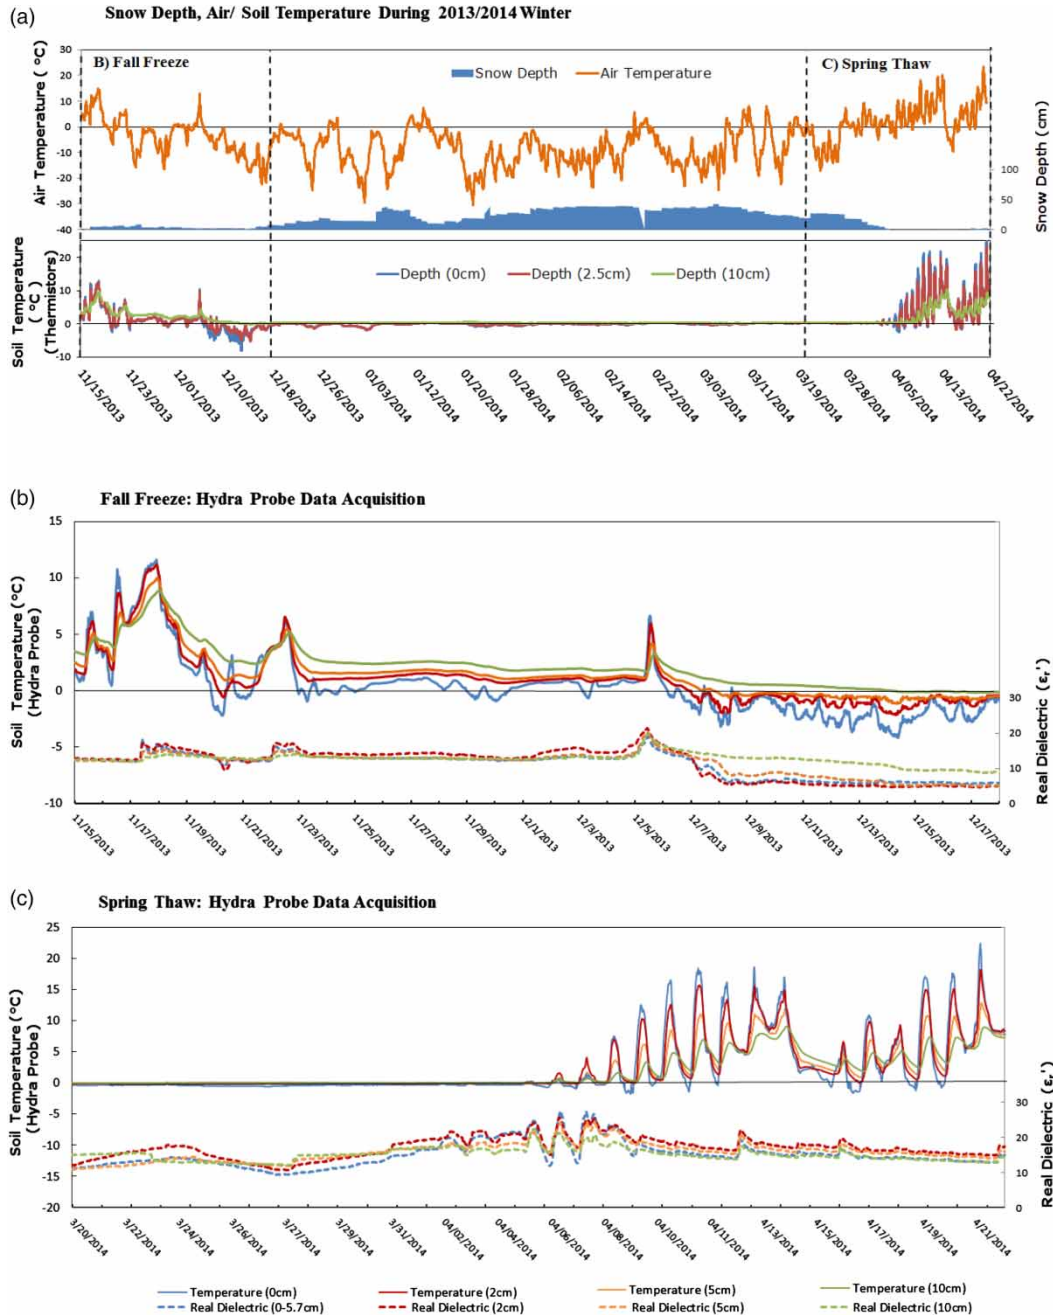 (a)
Snow Depth, Air/ Soil Temperature During 2013/2014 Winter
B) Fall Freeze
C) Spring Thaw
Snow Depth
Air Temperature
Air Temperature ( °C)
30
20
10
0
-10
-20
-30
-40
Snow Depth (cm)
100
50
0
Soil Temperature
( °C)
(Thermistors)
20
10
0
-10
Depth (0cm)
Depth (2.5cm)
Depth (10cm)
11/15/2013
11/23/2013
12/01/2013
12/10/2013
12/18/2013
12/26/2013
01/03/2014
01/12/2014
01/20/2014
01/28/2014
02/06/2014
02/14/2014
02/22/2014
03/03/2014
03/11/2014
03/19/2014
03/28/2014
04/05/2014
04/13/2014
04/22/2014
(b)
Fall Freeze: Hydra Probe Data Acquisition
Soil Temperature (°C)
(Hydra Probe)
15
10
5
0
-5
-10
Real Dielectric (εr')
30
20
10
0
11/15/2013
11/17/2013
11/19/2013
11/21/2013
11/23/2013
11/25/2013
11/27/2013
11/29/2013
12/1/2013
12/3/2013
12/5/2013
12/7/2013
12/9/2013
12/11/2013
12/13/2013
12/15/2013
12/17/2013
(c)
Spring Thaw: Hydra Probe Data Acquisition
Soil Temperature (°C)
(Hydra Probe)
25
20
15
10
5
0
-5
-10
-15
-20
Real Dielectric (εr')
30
20
10
0
3/20/2014
3/22/2014
3/24/2014
3/26/2014
3/27/2014
3/29/2014
3/31/2014
04/02/2014
04/04/2014
04/06/2014
04/08/2014
04/10/2014
04/11/2014
4/13/2014
4/15/2014
4/17/2014
4/19/2014
4/21/2014
Temperature (0cm)
Temperature (2cm)
Temperature (5cm)
Temperature (10cm)
Real Dielectric (0-5.7cm)
Real Dielectric (2cm)
Real Dielectric (5cm)
Real Dielectric (10cm)